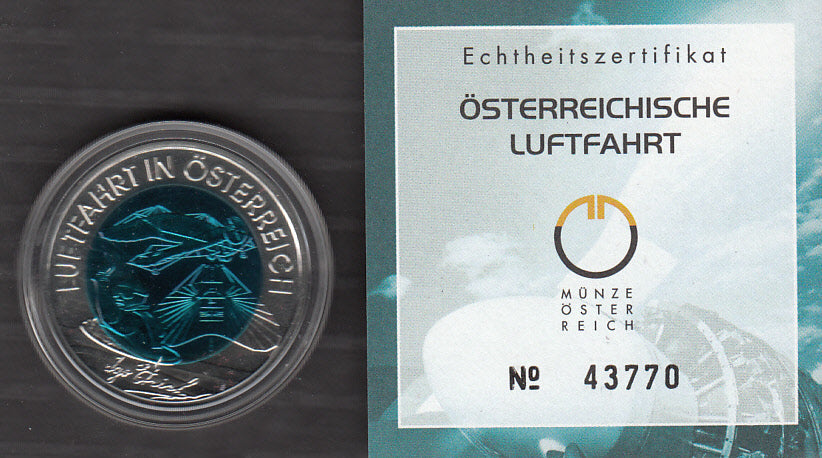 LUFTFAHRT IN ÖSTERREICH
Echtheitszertifikat
ÖSTERREICHISCHE
LUFTFAHRT
MÜNZE
ÖSTER
REICH
Nº 43770